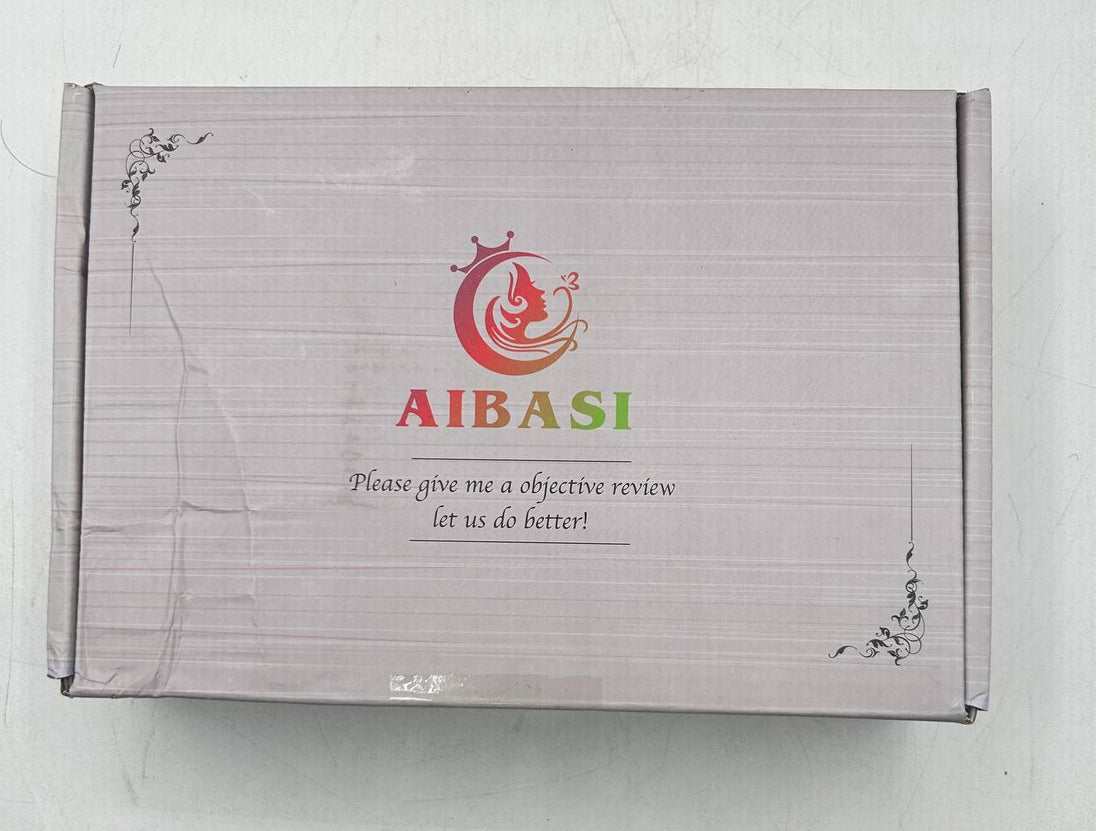 AIBASI
Please give me a objective review
let us do better!